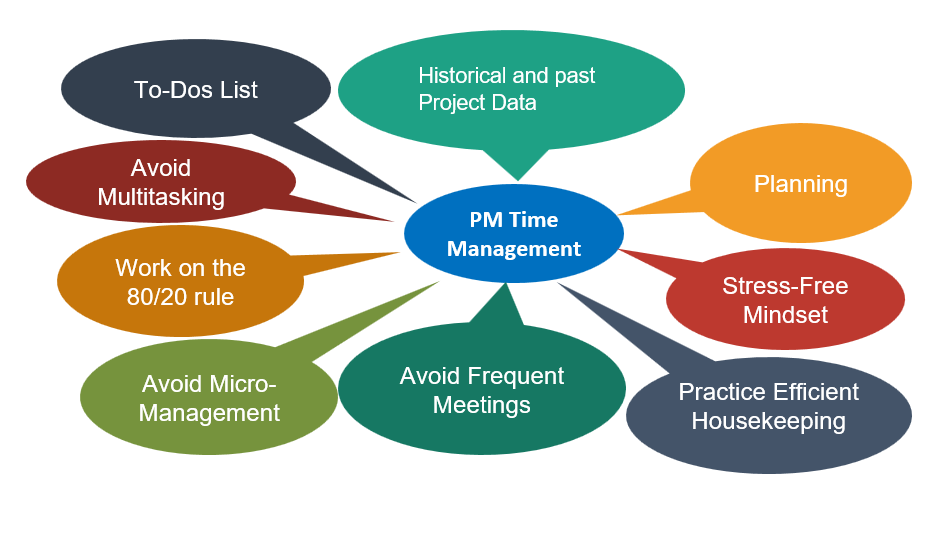 To-Dos List
Historical and past
Project Data
Avoid
Multitasking
Planning
PM Time
Management
Work on the
80/20 rule
Stress-Free
Mindset
Avoid Micro-
Management
Avoid Frequent
Meetings
Practice Efficient
Housekeeping